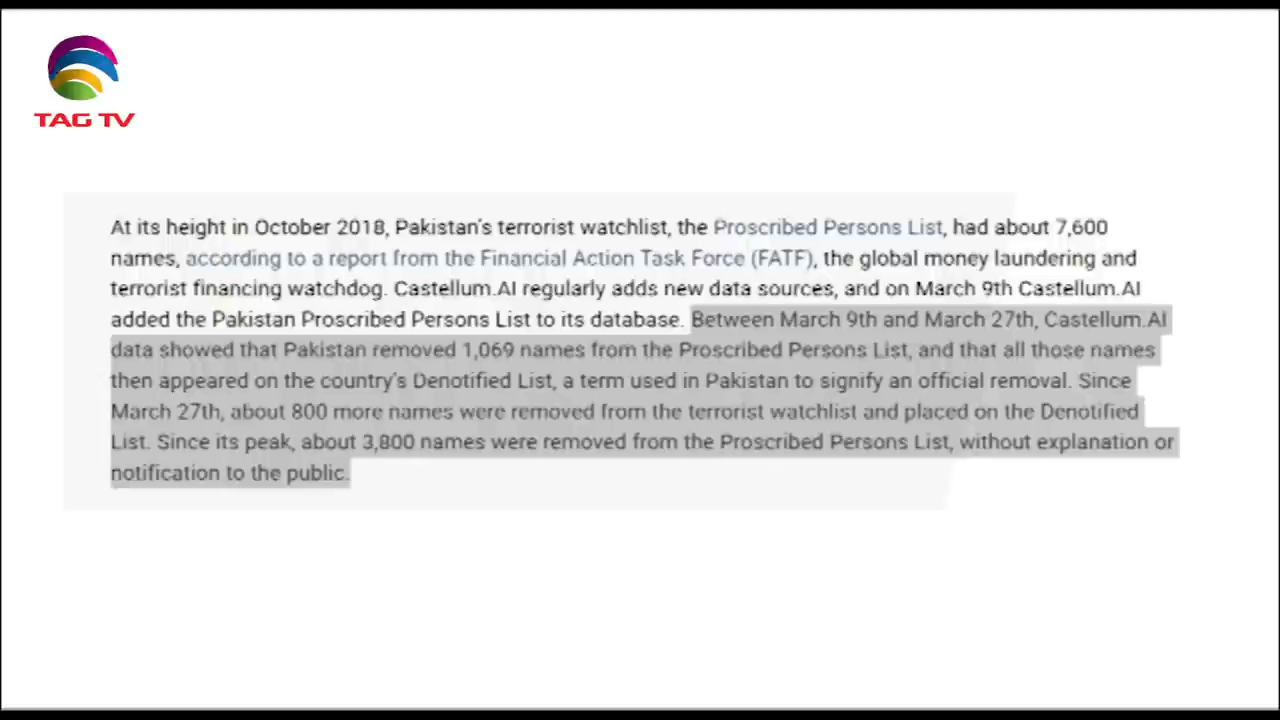 TAG TV
At its height in October 2018, Pakistan's terrorist watchlist, the Proscribed Persons List, had about 7,600
names, according to a report from the Financial Action Task Force (FATF), the global money laundering and
terrorist financing watchdog. Castellum.AI regularly adds new data sources, and on March 9th Castellum.AI
added the Pakistan Proscribed Persons List to its database. Between March 9th and March 27th, Castellum.AI
data showed that Pakistan removed 1,069 names from the Proscribed Persons List, and that all those names
then appeared on the country's Denotified List, a term used in Pakistan to signify an official removal. Since
March 27th, about 800 more names were removed from the terrorist watchlist and placed on the Denotified
List. Since its peak, about 3,800 names were removed from the Proscribed Persons List, without explanation or
notification to the public.